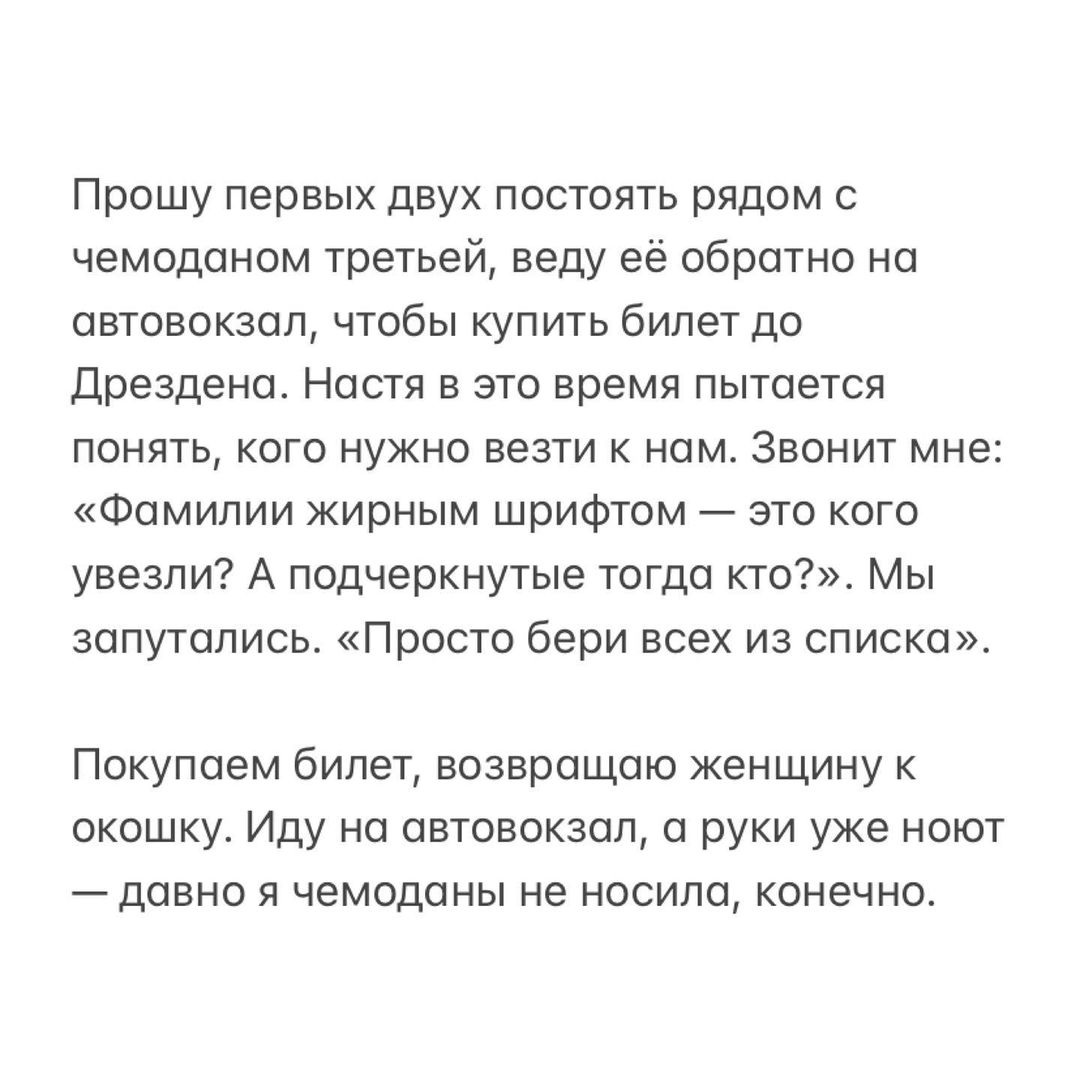 Прошу первых двух постоять рядом с
чемоданом третьей, веду её обратно на
автовокзал, чтобы купить билет до
Дрездена. Настя в это время пытается
понять, кого нужно везти к нам. Звонит мне:
«Фамилии жирным шрифтом — это кого
увезли? А подчеркнутые тогда кто?». Мы
запутались. «Просто бери всех из списка».
Покупаем билет, возвращаю женщину к
окошку. Иду на автовокзал, а руки уже ноют
— давно я чемоданы не носила, конечно.